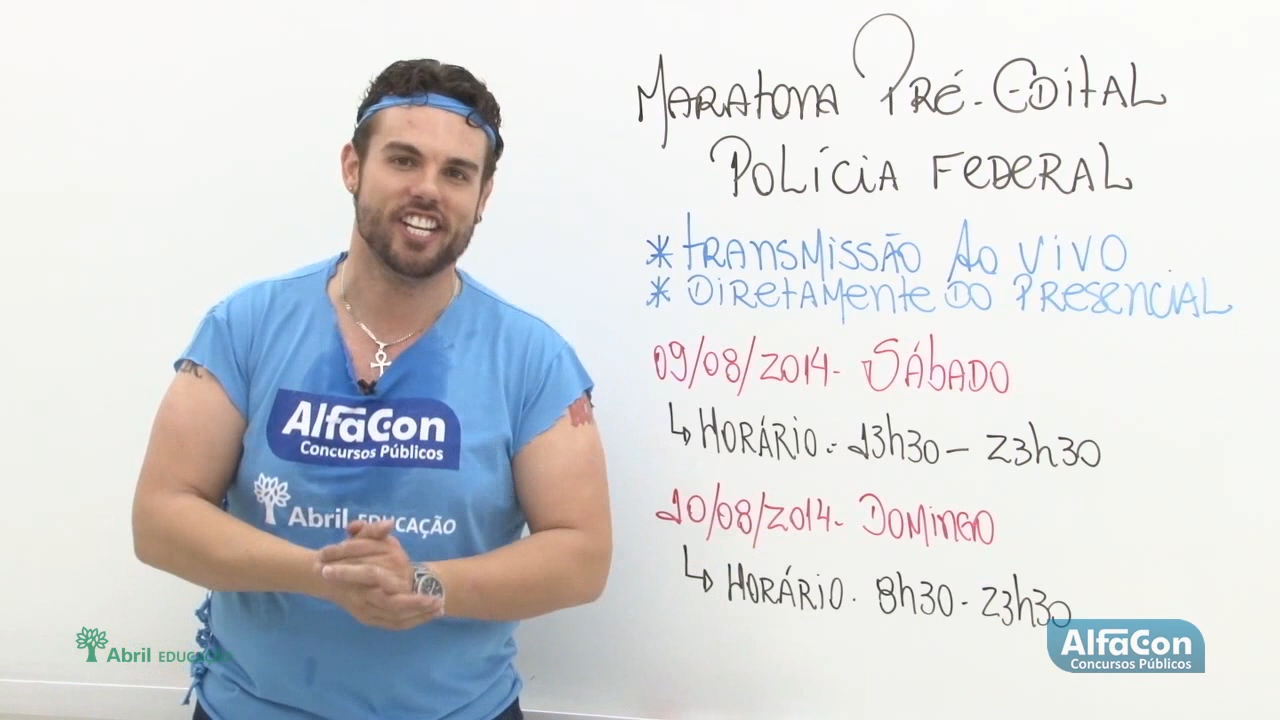 Maratona Pré-Edital
Polícia Federal
* Transmissão Ao Vivo
* Diretamente do Presencial
09/08/2014 - Sábado
↳ Horário: 13h30 - 23h30
10/08/2014 - Domingo
↳ Horário. 8h30 - 23h30
AlfaCon
Concursos Públicos
Abril EDUCAÇÃO
Abril EDUCAÇÃO
AlfaCon
Concursos Públicos